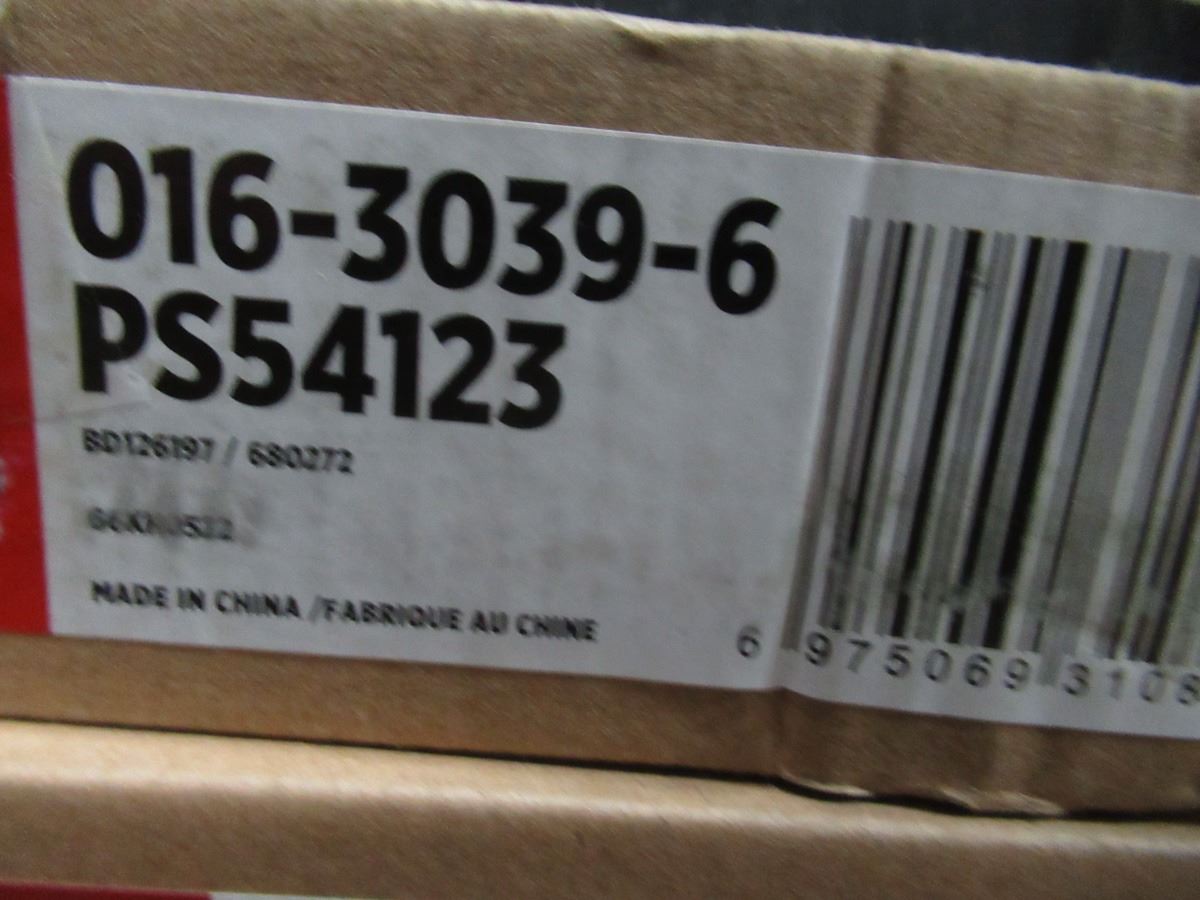 016-3039-6
PS54123
BD126197 / 680272
MADE IN CHINA /FABRIQUE AU CHINE
6 975069 3108